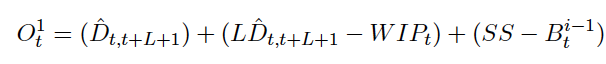 $O_t^1 = (\hat{D}_{t,t+L+1}) + (L\hat{D}_{t,t+L+1} - WIP_t) + (SS - B_t^{i-1})$